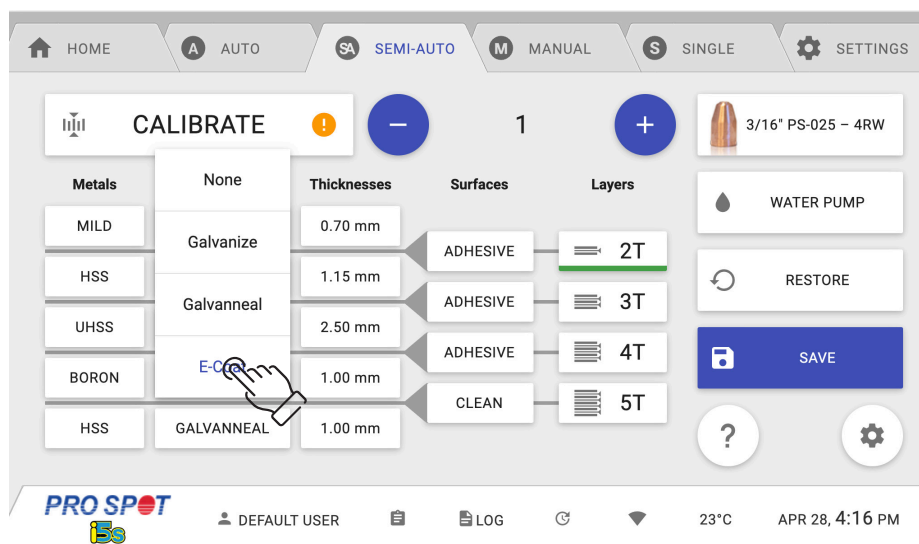 HOME
A AUTO
SA SEMI-AUTO
M MANUAL
S SINGLE
SETTINGS
CALIBRATE !
− 1 +
3/16" PS-025 – 4RW
Metals
Thicknesses
Surfaces
Layers
None
Galvanize
Galvanneal
E-Coat
MILD
0.70 mm
ADHESIVE
2T
HSS
1.15 mm
ADHESIVE
3T
UHSS
2.50 mm
ADHESIVE
4T
BORON
1.00 mm
CLEAN
5T
HSS
GALVANNEAL
1.00 mm
WATER PUMP
RESTORE
SAVE
?
PRO SPOT
i5s
DEFAULT USER
LOG
23°C
APR 28, 4:16 PM